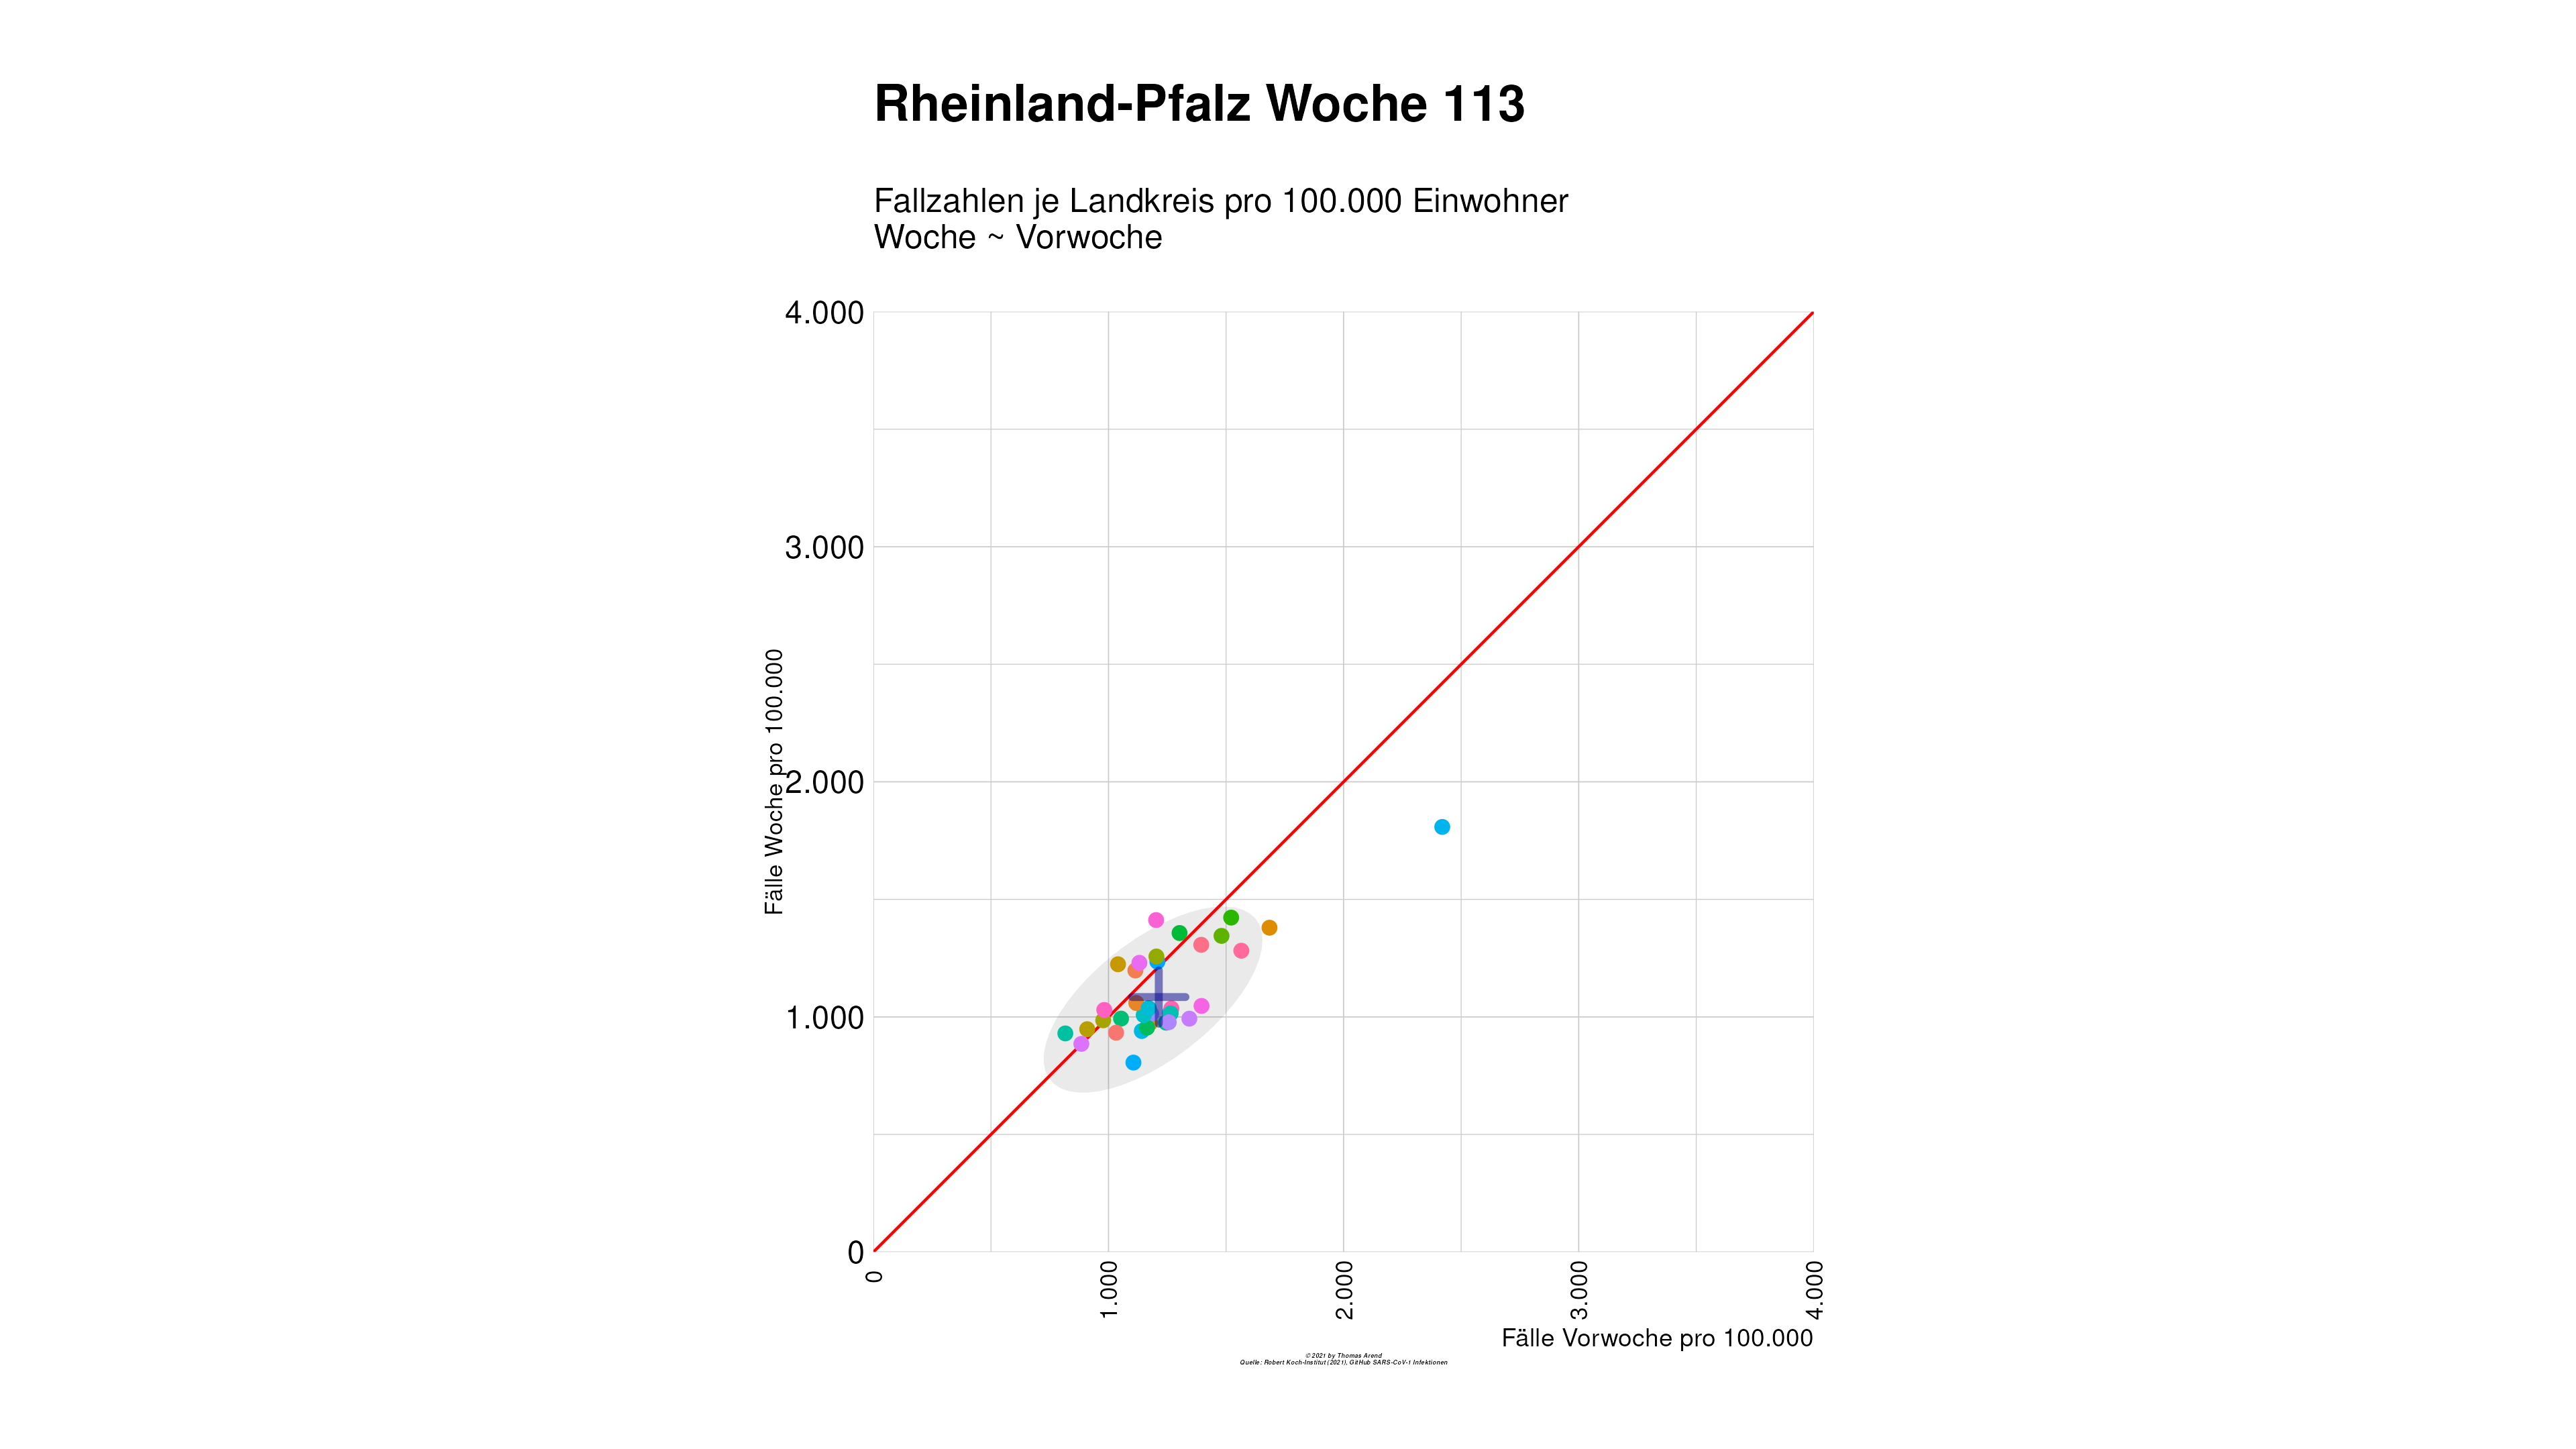 Rheinland-Pfalz Woche 113
Fallzahlen je Landkreis pro 100.000 Einwohner
Woche ~ Vorwoche
4.000
3.000
2.000
1.000
0
Fälle Woche pro 100.000
0
1.000
2.000
3.000
4.000
Fälle Vorwoche pro 100.000
© 2021 by Thomas Arend
Quelle: Robert Koch-Institut (2021), GitHub SARS-CoV-1 Infektionen